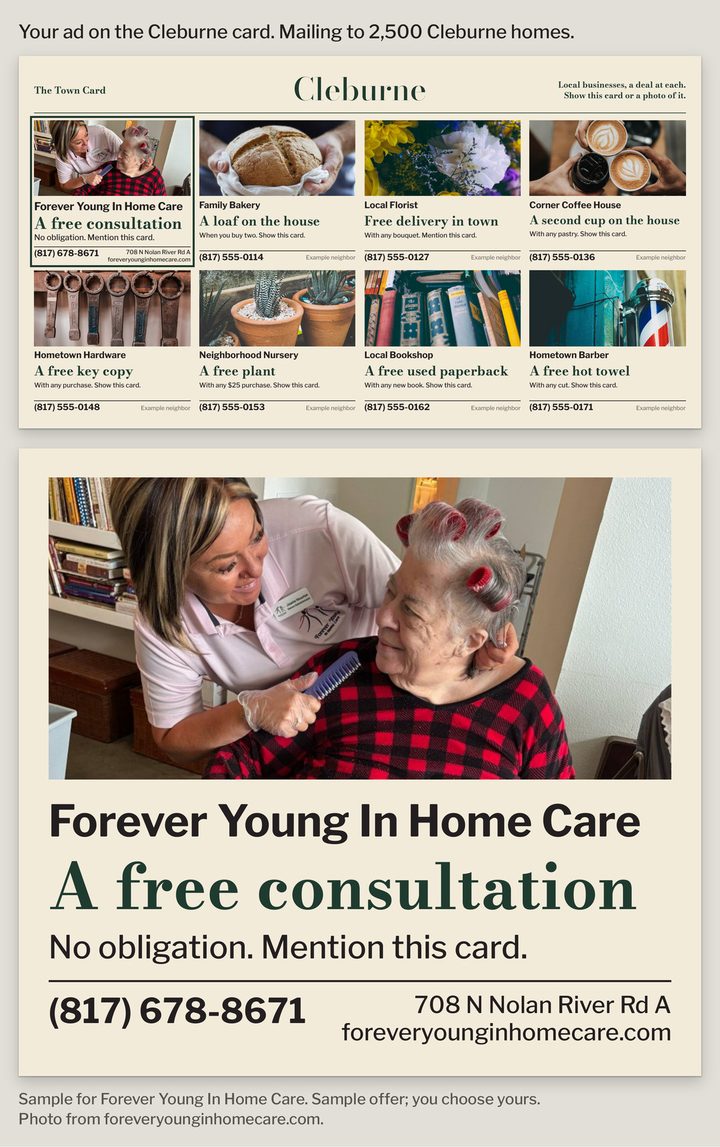 Your ad on the Cleburne card. Mailing to 2,500 Cleburne homes.
The Town Card
Cleburne
Local businesses, a deal at each.
Show this card or a photo of it.
Forever Young In Home Care
A free consultation
No obligation. Mention this card.
(817) 678-8671
708 N Nolan River Rd A
foreveryounginhomecare.com
Family Bakery
A loaf on the house
When you buy two. Show this card.
(817) 555-0114
Example neighbor
Local Florist
Free delivery in town
With any bouquet. Mention this card.
(817) 555-0127
Example neighbor
Corner Coffee House
A second cup on the house
With any pastry. Show this card.
(817) 555-0136
Example neighbor
Hometown Hardware
A free key copy
With any purchase. Show this card.
(817) 555-0148
Example neighbor
Neighborhood Nursery
A free plant
With any $25 purchase. Show this card.
(817) 555-0153
Example neighbor
Local Bookshop
A free used paperback
With any new book. Show this card.
(817) 555-0162
Example neighbor
Hometown Barber
A free hot towel
With any cut. Show this card.
(817) 555-0171
Example neighbor
Forever Young In Home Care
A free consultation
No obligation. Mention this card.
(817) 678-8671
708 N Nolan River Rd A
foreveryounginhomecare.com
Sample for Forever Young In Home Care. Sample offer; you choose yours.
Photo from foreveryounginhomecare.com.